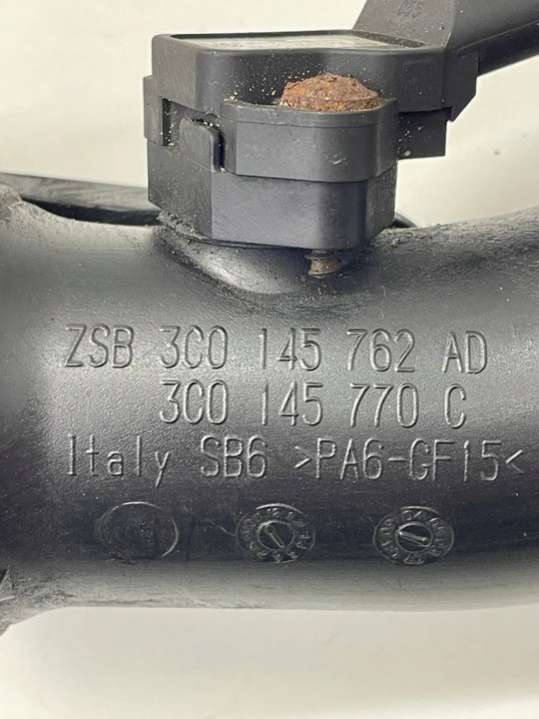 ZSB 3C0 145 762 AD
3C0 145 770 C
Italy SB6 >PA6-GF15<